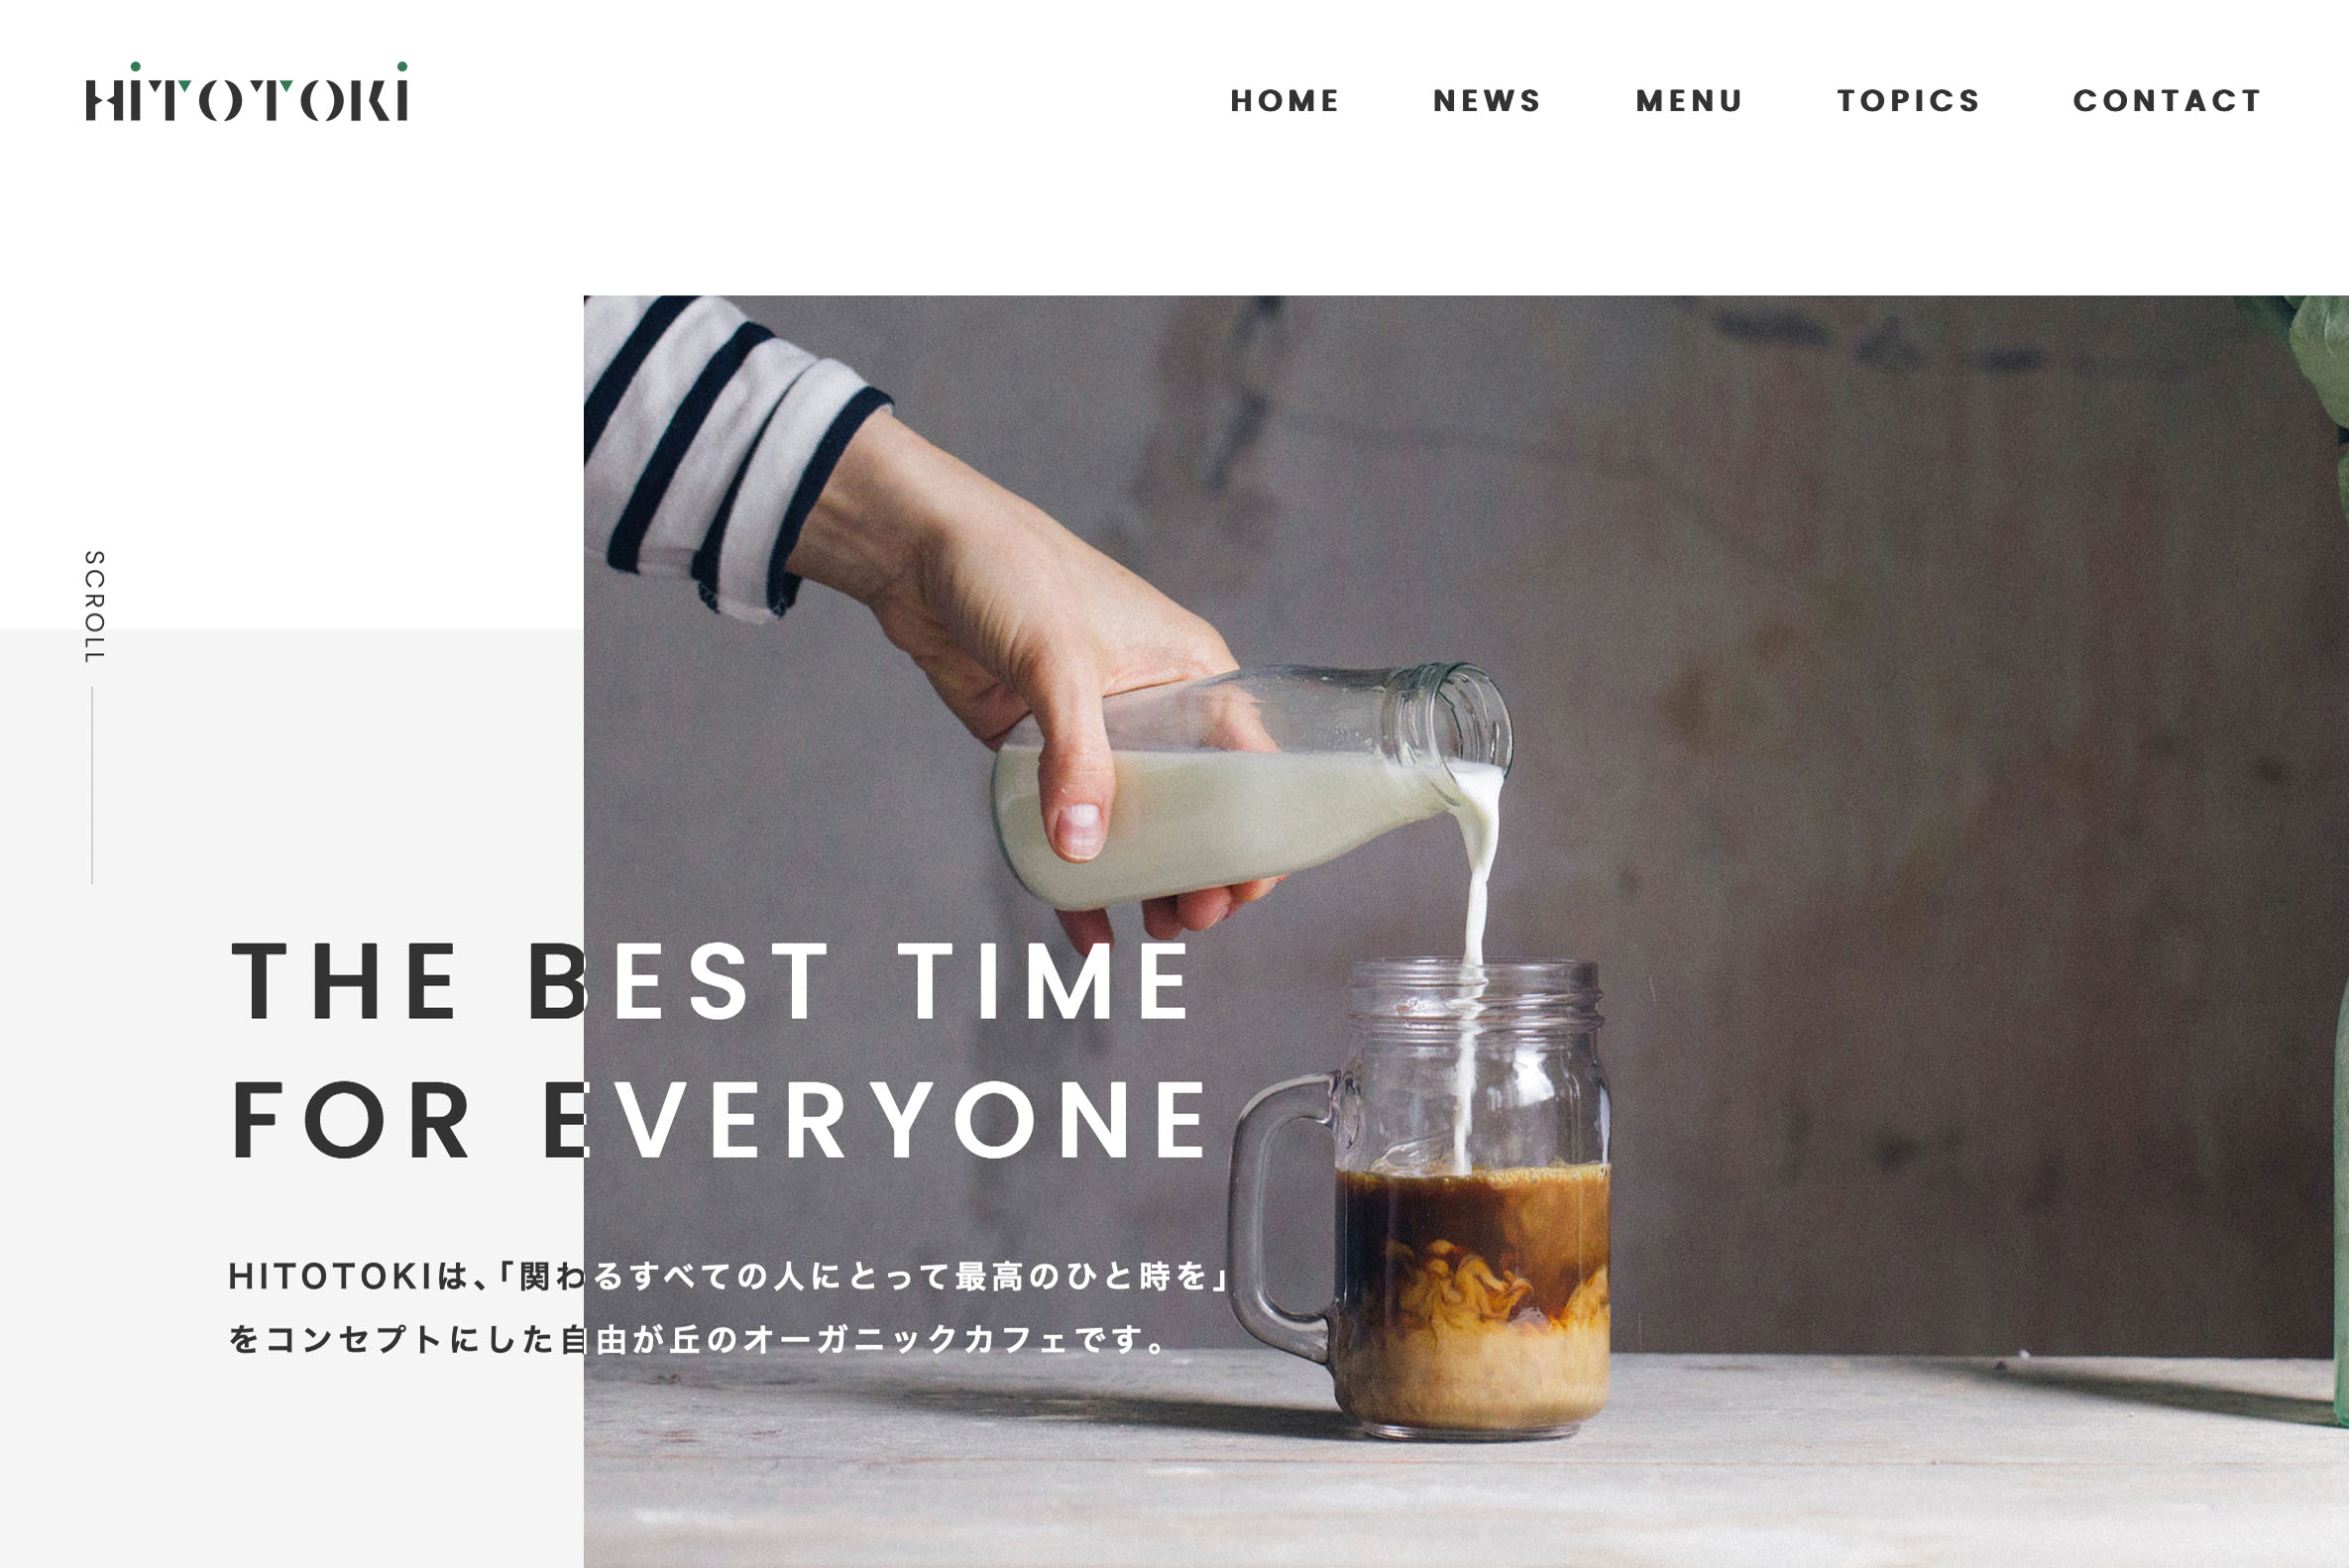 HiTOTOKi
HOME NEWS MENU TOPICS CONTACT
SCROLL
THE BEST TIME
FOR EVERYONE
HITOTOKIは、「関わるすべての人にとって最高のひと時を」
をコンセプトにした自由が丘のオーガニックカフェです。